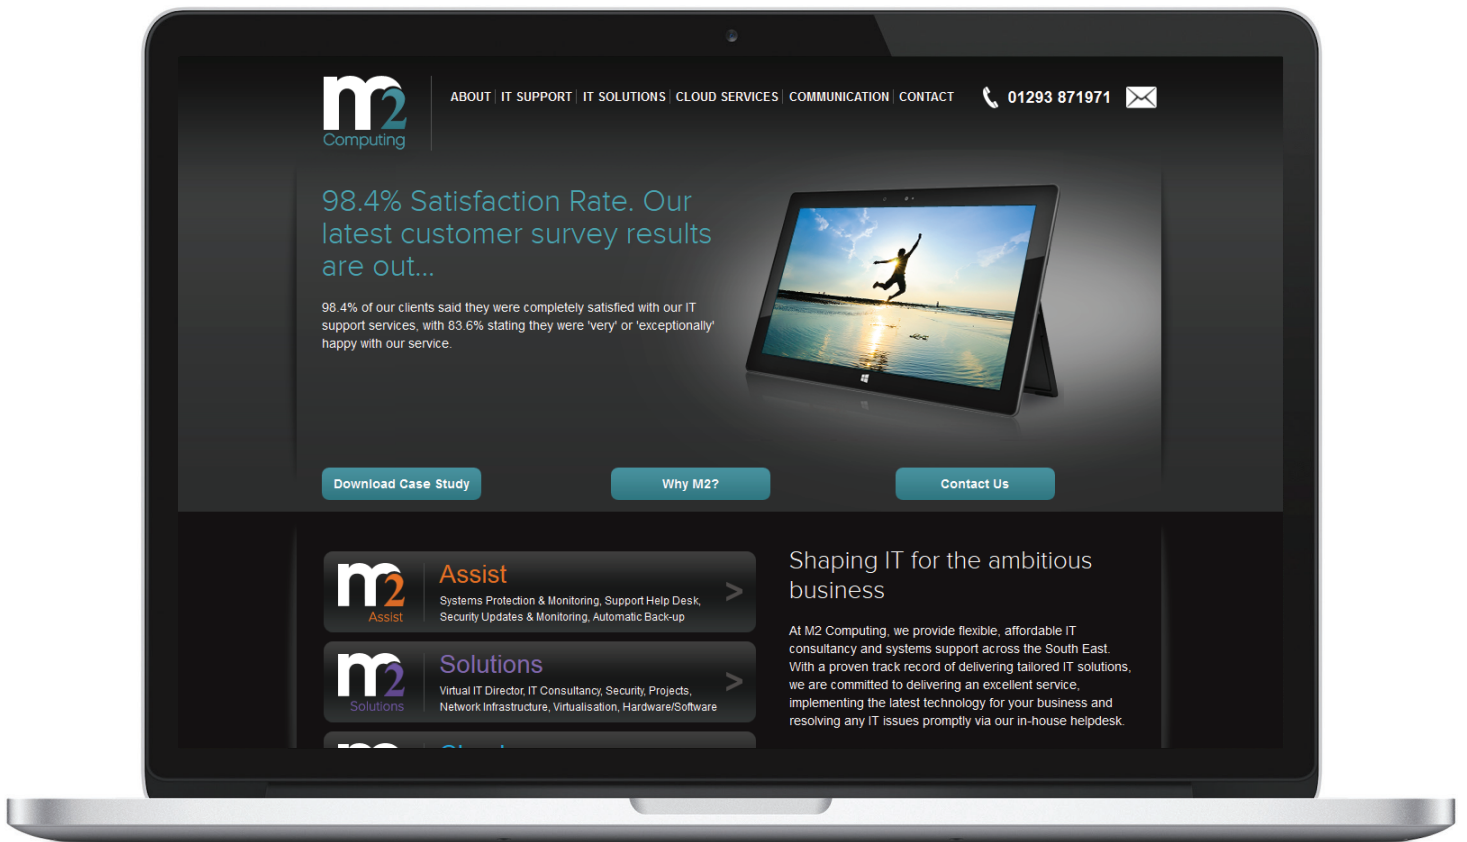 m2
Computing
ABOUT IT SUPPORT IT SOLUTIONS CLOUD SERVICES COMMUNICATION CONTACT
01293 871971
98.4% Satisfaction Rate. Our
latest customer survey results
are out...
98.4% of our clients said they were completely satisfied with our IT
support services, with 83.6% stating they were 'very' or 'exceptionally'
happy with our service.
Download Case Study
Why M2?
Contact Us
m2
Assist
Assist
Systems Protection & Monitoring, Support Help Desk,
Security Updates & Monitoring, Automatic Back-up
>
m2
Solutions
Solutions
Virtual IT Director, IT Consultancy, Security, Projects,
Network Infrastructure, Virtualisation, Hardware/Software
>
Shaping IT for the ambitious
business
At M2 Computing, we provide flexible, affordable IT
consultancy and systems support across the South East.
With a proven track record of delivering tailored IT solutions,
we are committed to delivering an excellent service,
implementing the latest technology for your business and
resolving any IT issues promptly via our in-house helpdesk.